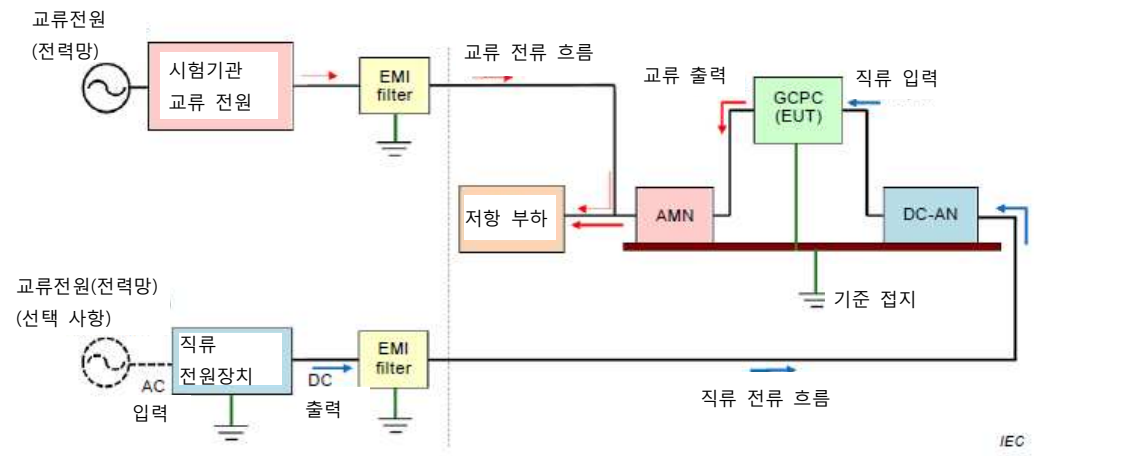 교류전원
(전력망)
시험기관
교류 전원
EMI
filter
교류 전류 흐름
교류 출력
GCPC
(EUT)
직류 입력
저항 부하
AMN
DC-AN
기준 접지
교류전원(전력망)
(선택 사항)
AC
입력
직류
전원장치
DC
출력
EMI
filter
직류 전류 흐름
IEC